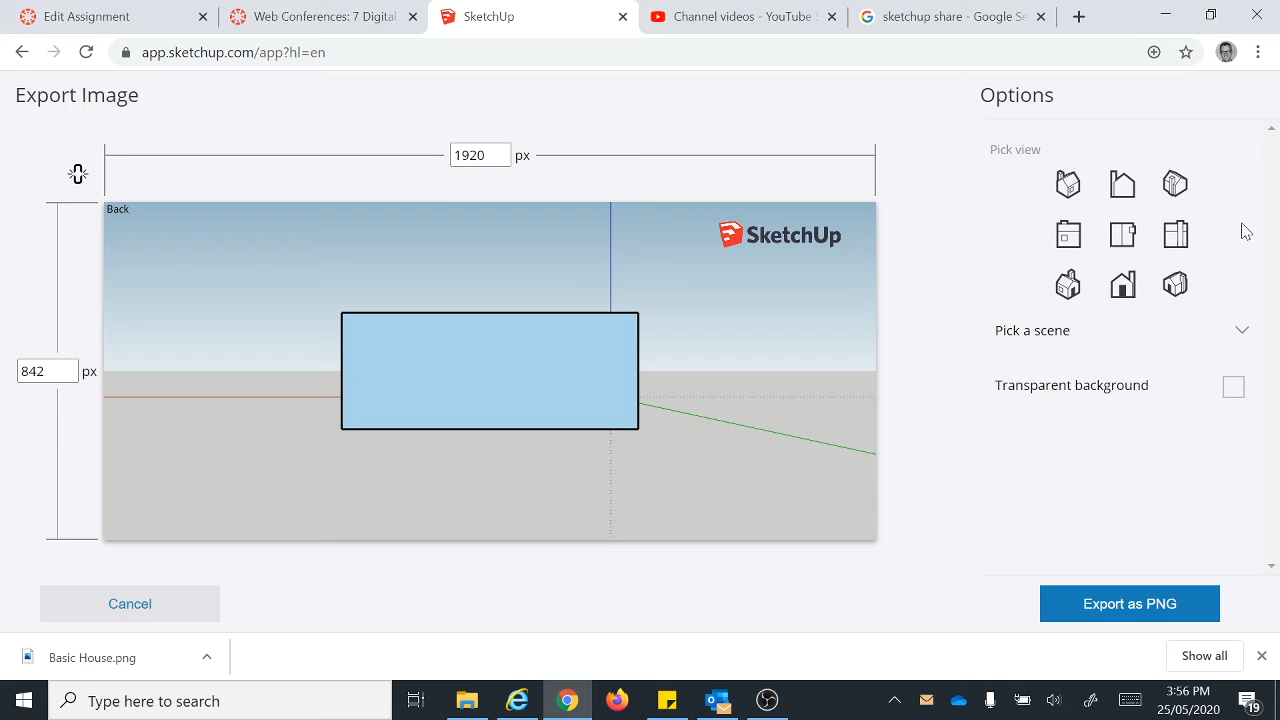 Edit Assignment
Web Conferences: 7 Digital
SketchUp
Channel videos - YouTube S
sketchup share - Google Se
app.sketchup.com/app?hl=en
Export Image
Options
1920 px
Pick view
Back
SketchUp
842 px
Pick a scene
Transparent background
Cancel
Export as PNG
Basic House.png
Show all
Type here to search
3:56 PM
25/05/2020
19